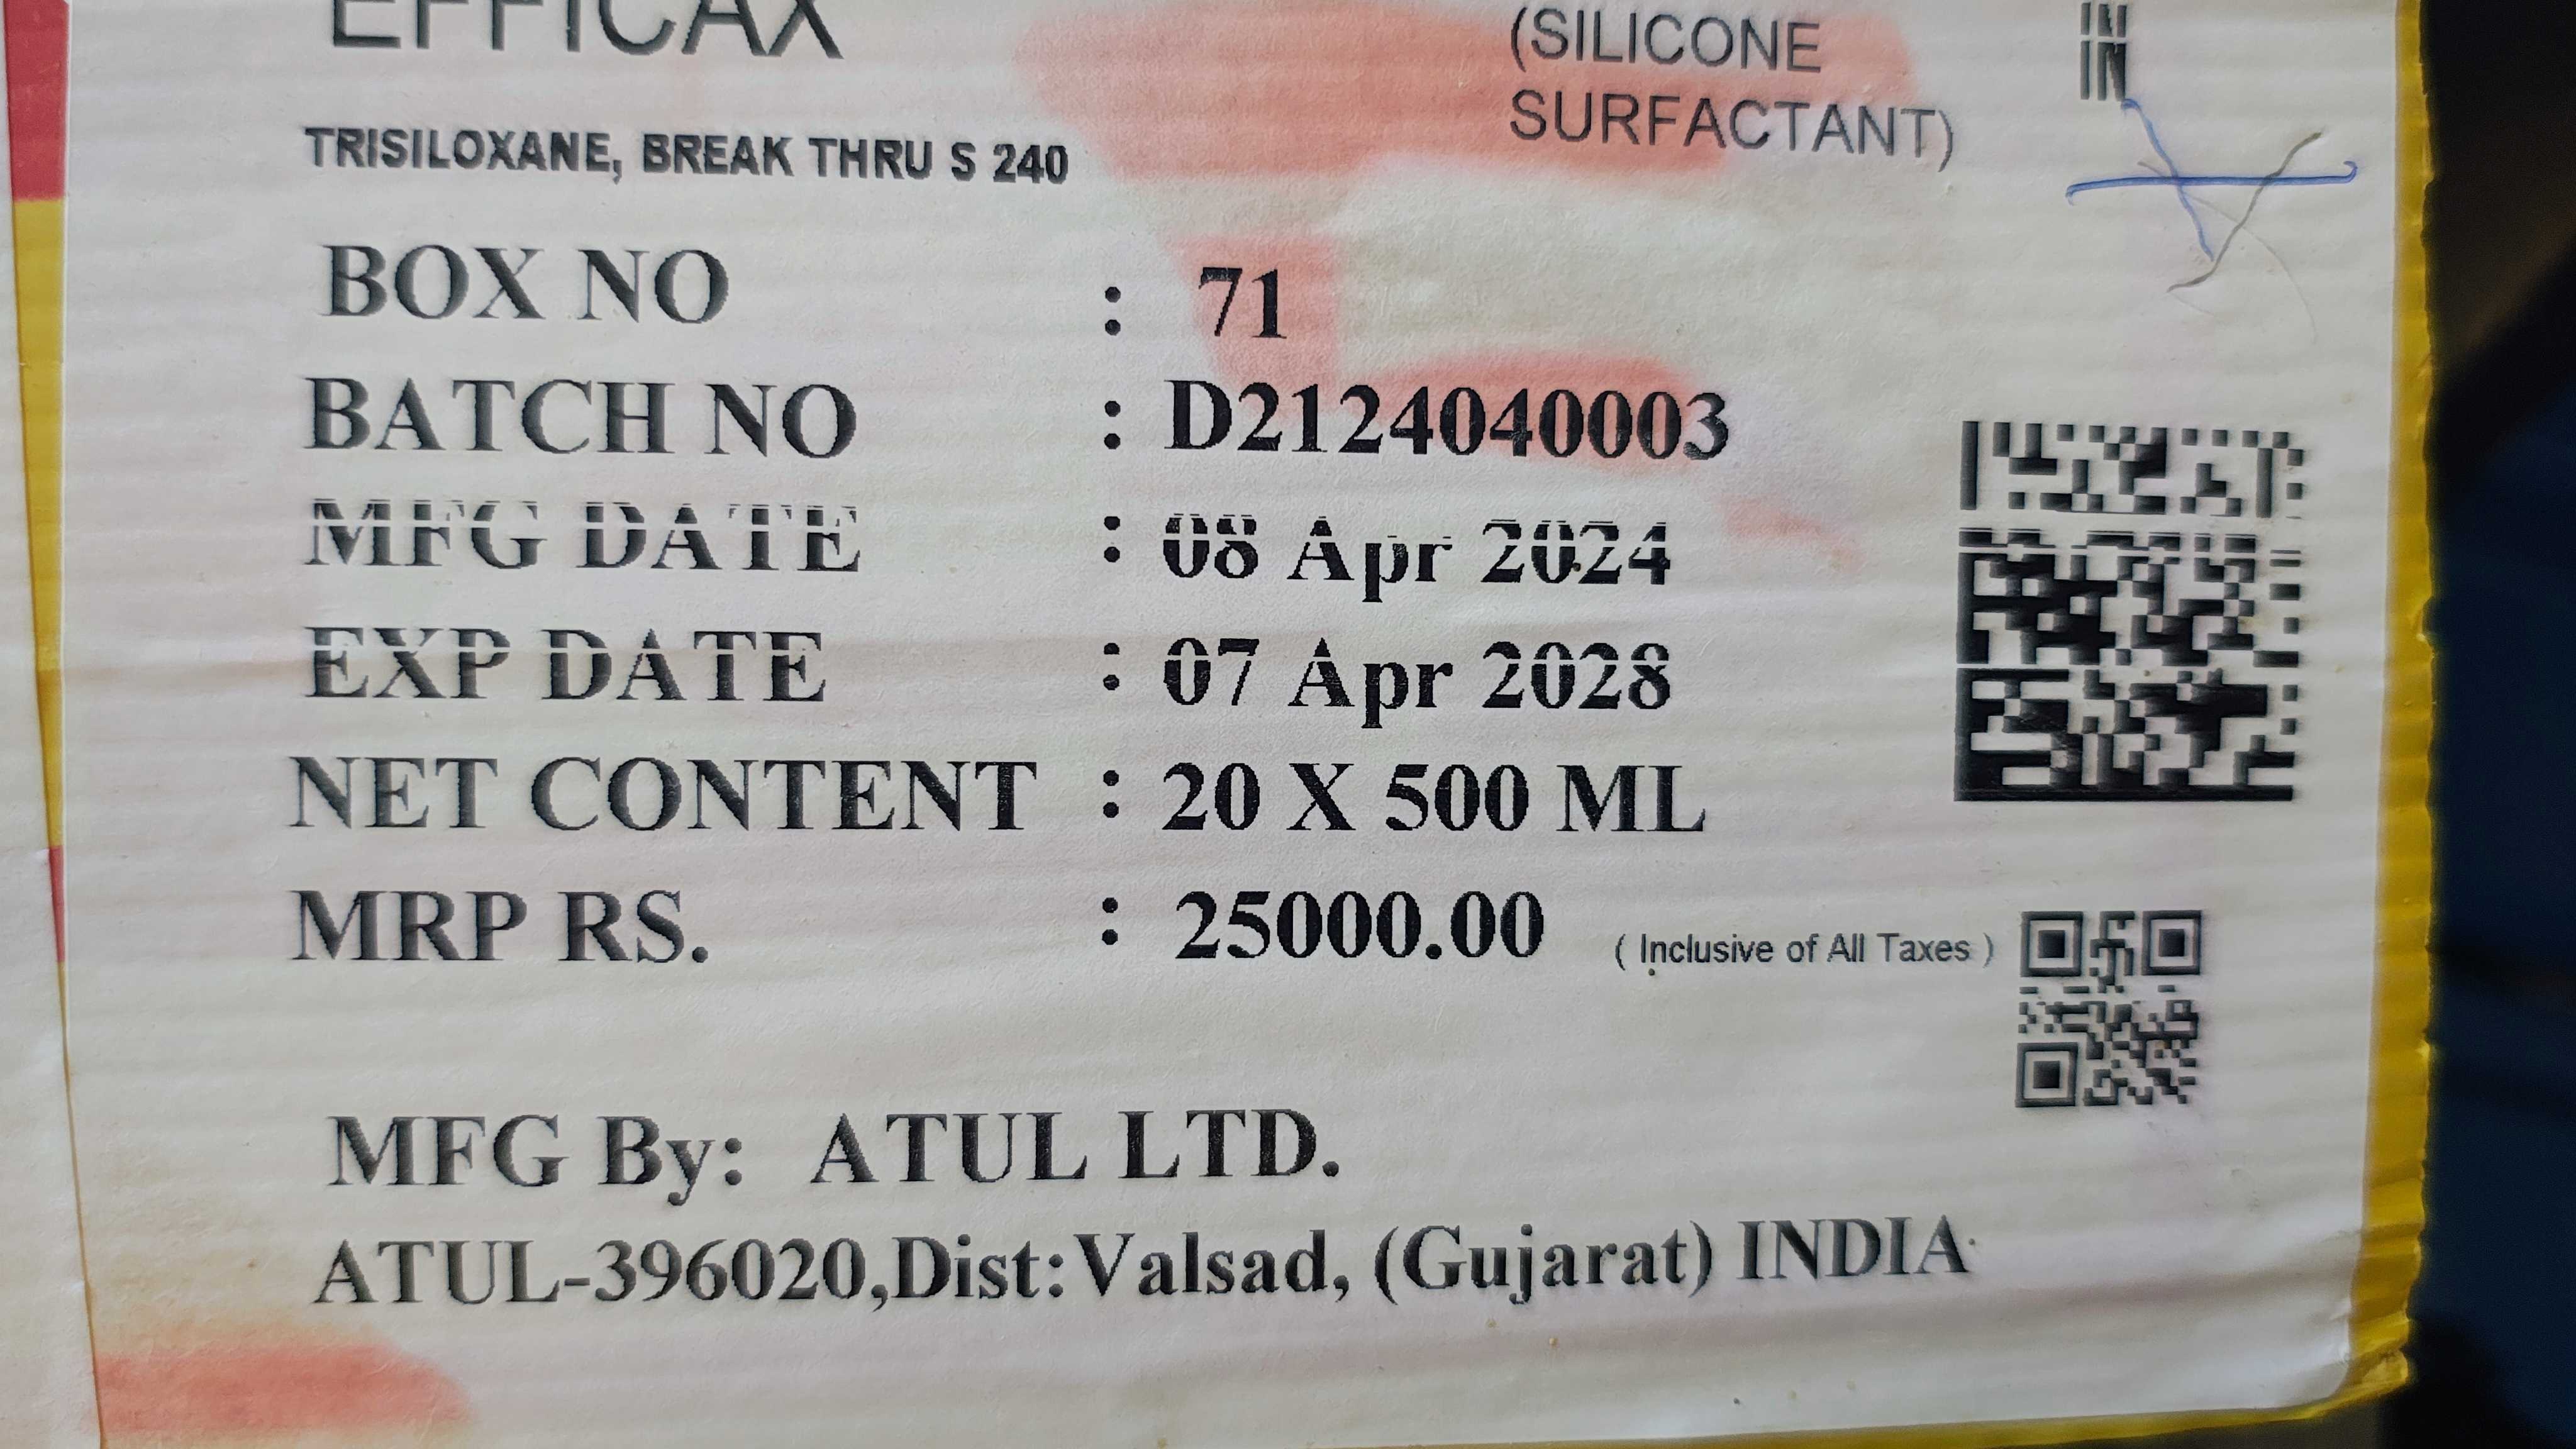 EFFICAX
(SILICONE
SURFACTANT)
TRISILOXANE, BREAK THRU S 240
BOX NO : 71
BATCH NO : D2124040003
MFG DATE : 08 Apr 2024
EXP DATE : 07 Apr 2028
NET CONTENT : 20 X 500 ML
MRP RS. : 25000.00 ( Inclusive of All Taxes )
MFG By: ATUL LTD.
ATUL-396020,Dist:Valsad, (Gujarat) INDIA